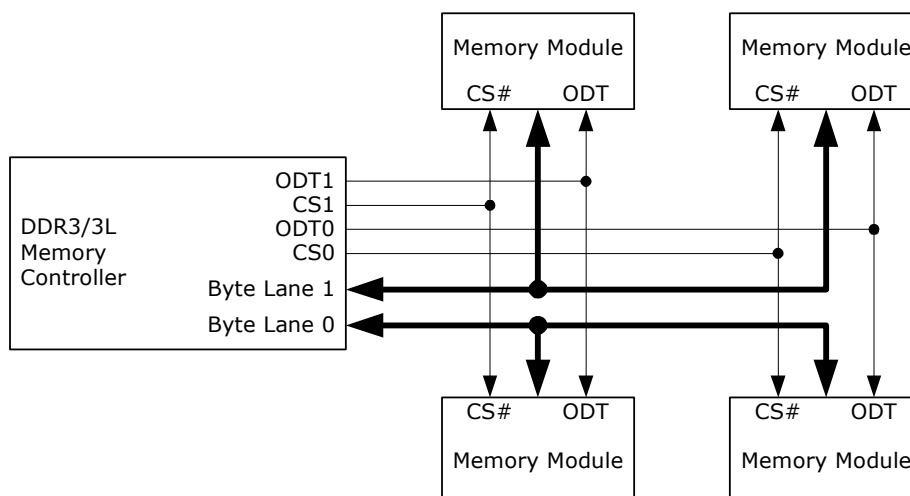 Memory Module
CS# ODT
Memory Module
CS# ODT
DDR3/3L
Memory
Controller
ODT1
CS1
ODT0
CS0
Byte Lane 1
Byte Lane 0
CS# ODT
Memory Module
CS# ODT
Memory Module